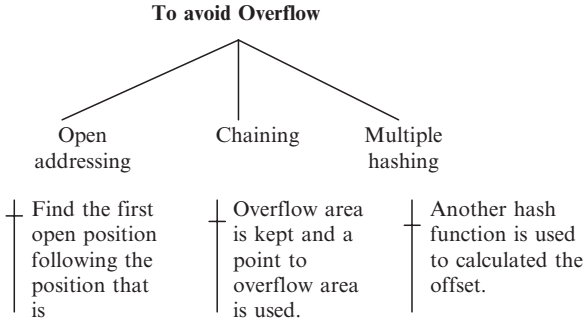 To avoid Overflow
Open
addressing
Chaining
Multiple
hashing
Find the first
open position
following the
position that
is
Overflow area
is kept and a
point to
overflow area
is used.
Another hash
function is used
to calculated the
offset.